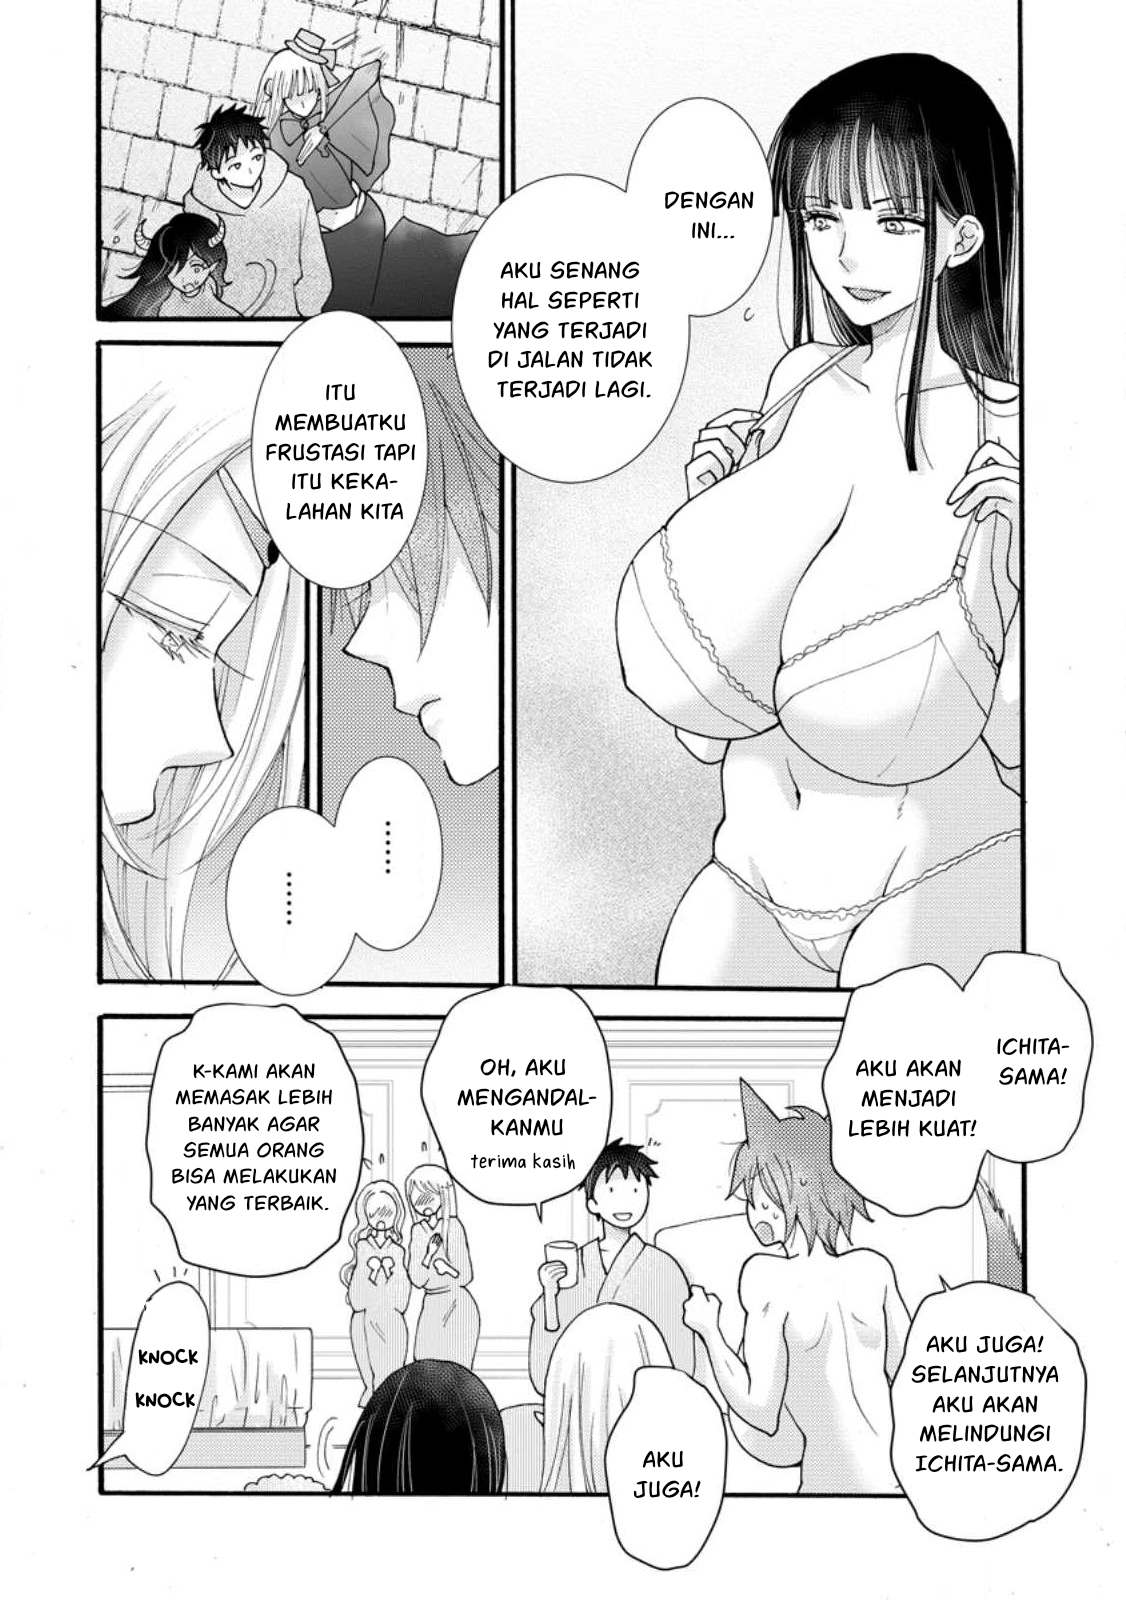 DENGAN
INI...
AKU SENANG
HAL SEPERTI
YANG TERJADI
DI JALAN TIDAK
TERJADI LAGI.
ITU
MEMBUATKU
FRUSTASI TAPI
ITU KEKA-
LAHAN KITA
......
......
ICHITA-
SAMA!
AKU AKAN
MENJADI
LEBIH KUAT!
OH, AKU
MENGANDAL-
KANMU
terima kasih
K-KAMI AKAN
MEMASAK LEBIH
BANYAK AGAR
SEMUA ORANG
BISA MELAKUKAN
YANG TERBAIK.
AKU JUGA!
SELANJUTNYA
AKU AKAN
MELINDUNGI
ICHITA-SAMA.
AKU
JUGA!
KNOCK
KNOCK